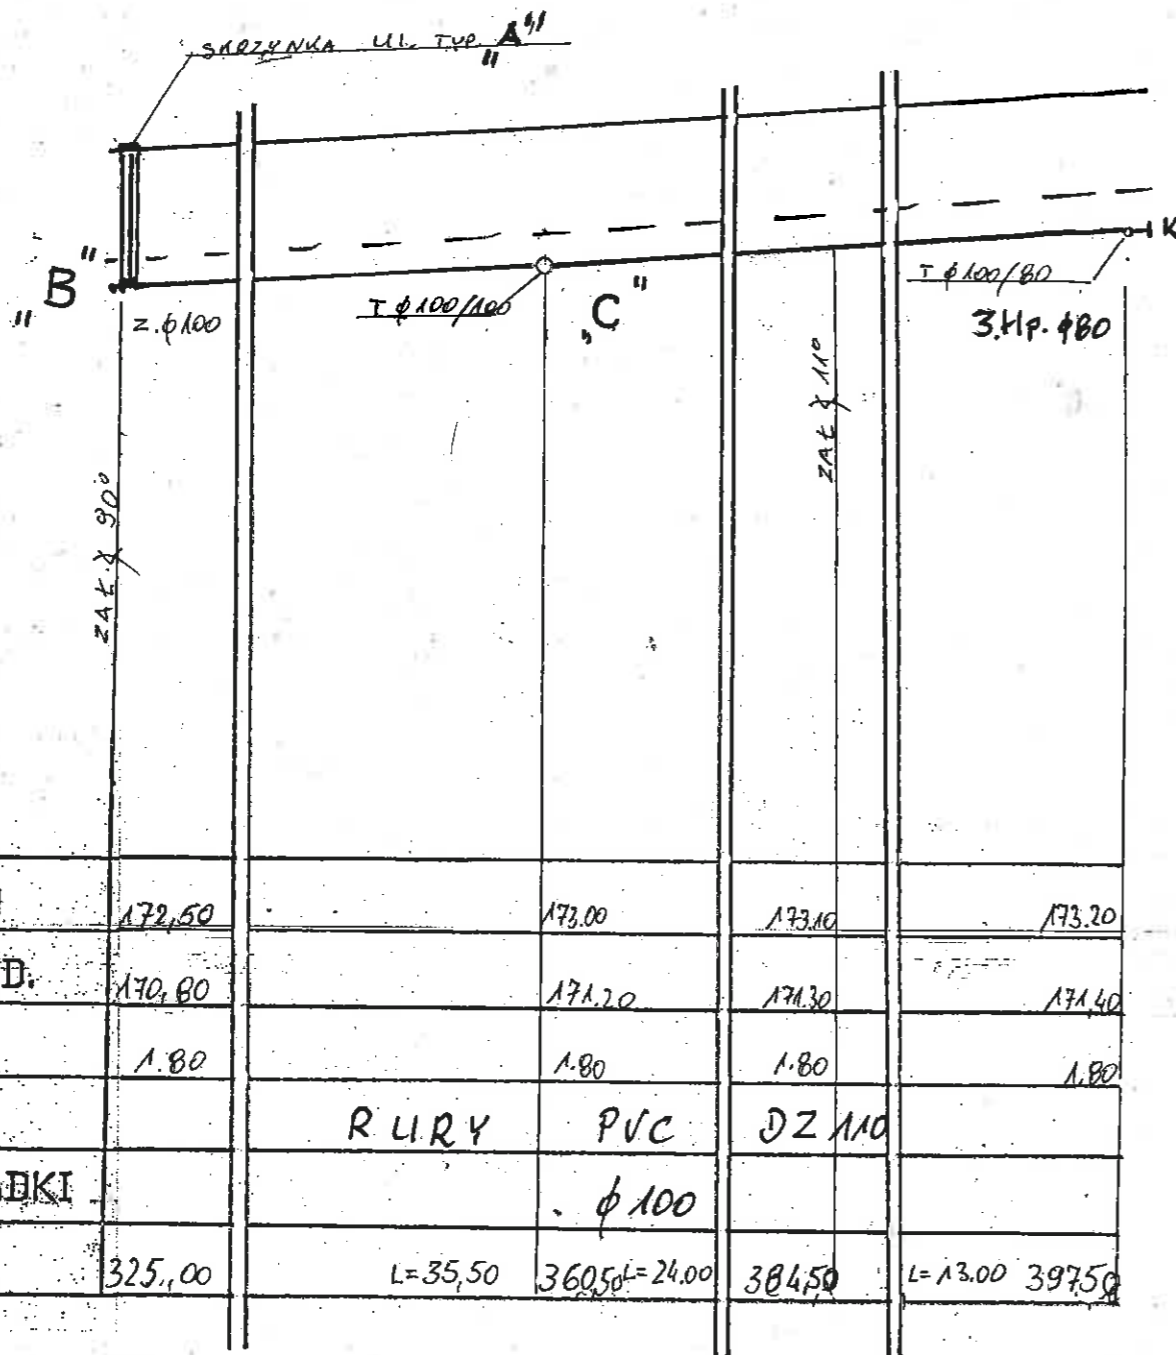 SKRZYNKA UL. TYP. „A"
„B"
Z.φ100
T φ100/100
„C"
T φ100/80
K
3.Hp. φ80
ZAŁ.∢ 90°
ZAŁ ∢ 11°
172,50 173.00 173.10 173.20
D. 170,80 171.20 171.30 171,40
1.80 1.80 1.80 1.80
RURY PVC DZ 110
DKI φ100
325,00 L=35,50 360,50 L=24.00 384,50 L=13.00 397,50